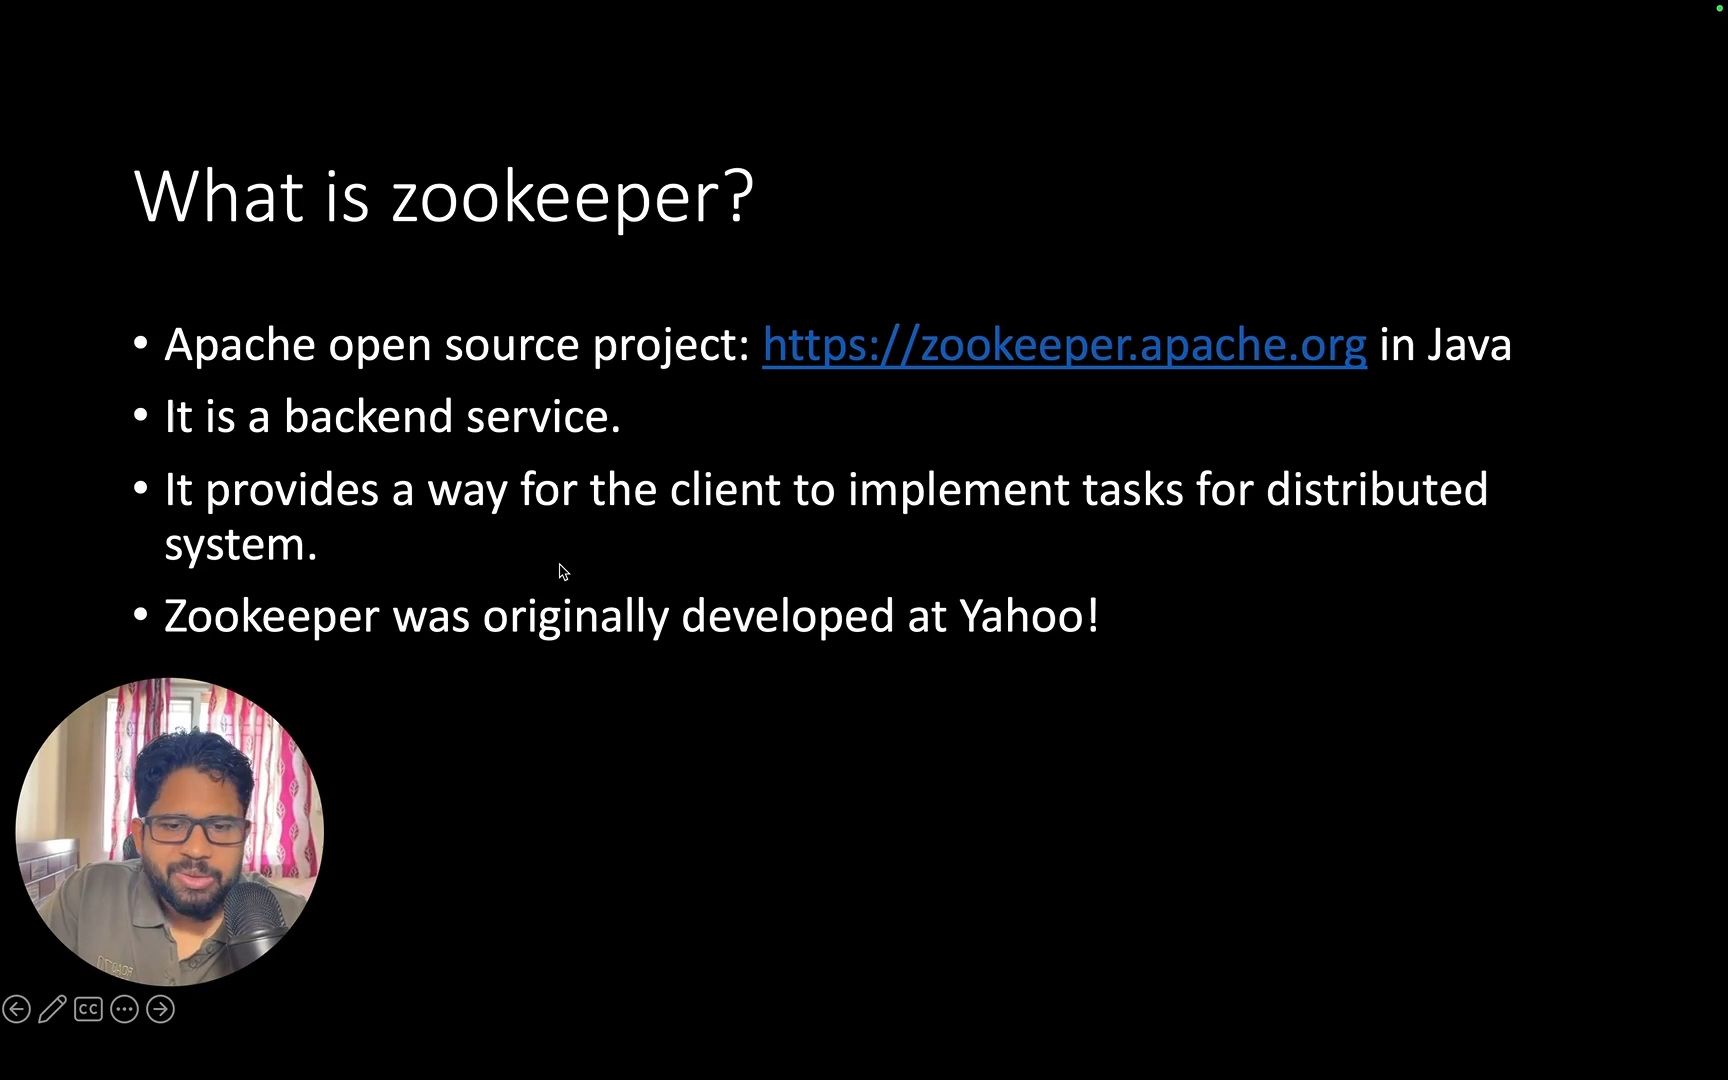 What is zookeeper?
• Apache open source project: https://zookeeper.apache.org in Java
• It is a backend service.
• It provides a way for the client to implement tasks for distributed
system.
• Zookeeper was originally developed at Yahoo!
CC